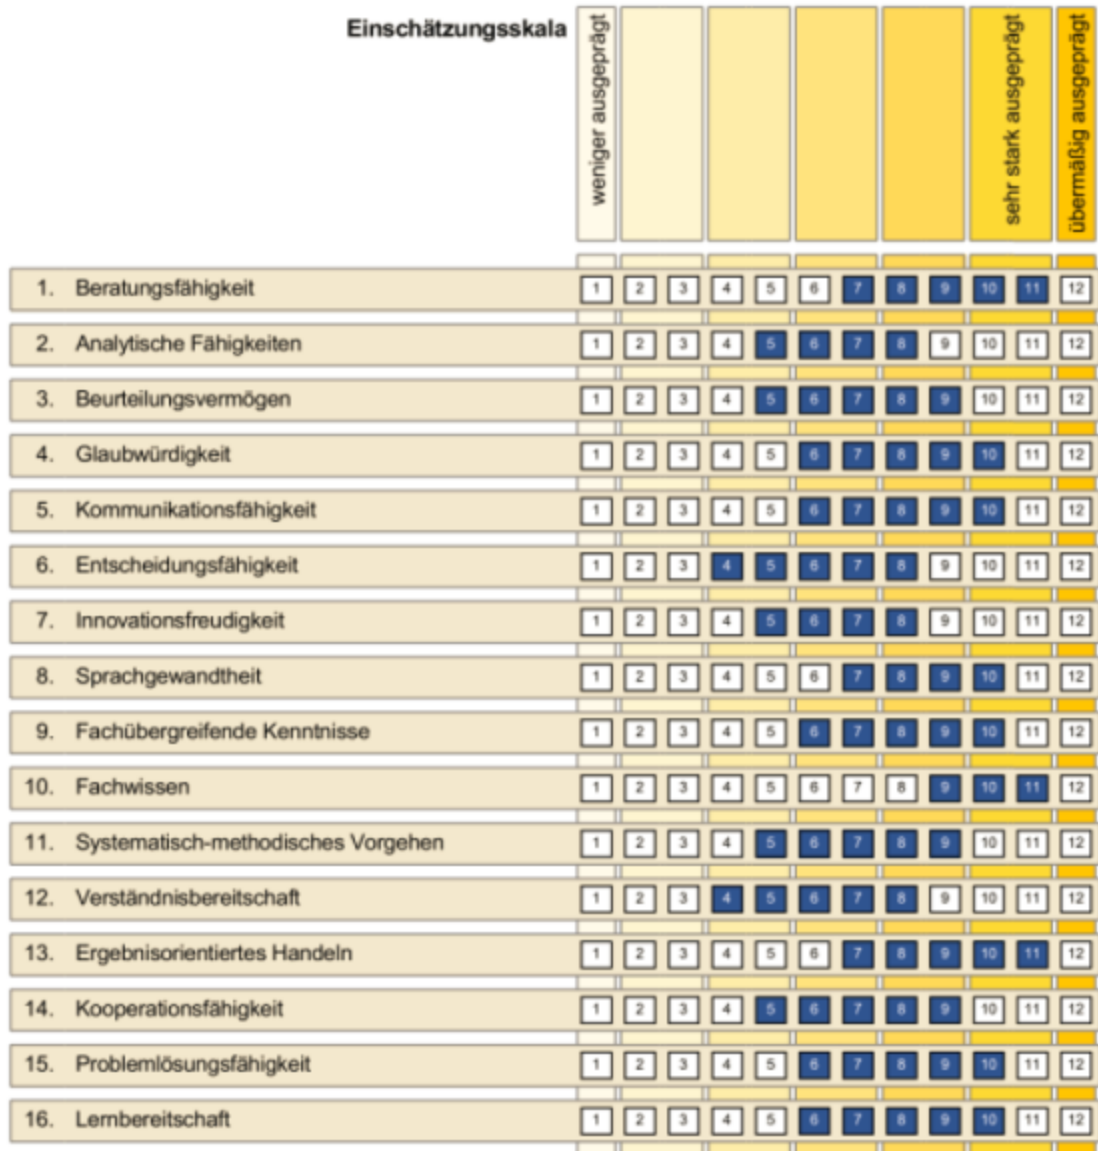 Einschätzungsskala
weniger ausgeprägt
sehr stark ausgeprägt
übermäßig ausgeprägt
1. Beratungsfähigkeit 1 2 3 4 5 6 7 8 9 10 11 12
2. Analytische Fähigkeiten 1 2 3 4 5 6 7 8 9 10 11 12
3. Beurteilungsvermögen 1 2 3 4 5 6 7 8 9 10 11 12
4. Glaubwürdigkeit 1 2 3 4 5 6 7 8 9 10 11 12
5. Kommunikationsfähigkeit 1 2 3 4 5 6 7 8 9 10 11 12
6. Entscheidungsfähigkeit 1 2 3 4 5 6 7 8 9 10 11 12
7. Innovationsfreudigkeit 1 2 3 4 5 6 7 8 9 10 11 12
8. Sprachgewandtheit 1 2 3 4 5 6 7 8 9 10 11 12
9. Fachübergreifende Kenntnisse 1 2 3 4 5 6 7 8 9 10 11 12
10. Fachwissen 1 2 3 4 5 6 7 8 9 10 11 12
11. Systematisch-methodisches Vorgehen 1 2 3 4 5 6 7 8 9 10 11 12
12. Verständnisbereitschaft 1 2 3 4 5 6 7 8 9 10 11 12
13. Ergebnisorientiertes Handeln 1 2 3 4 5 6 7 8 9 10 11 12
14. Kooperationsfähigkeit 1 2 3 4 5 6 7 8 9 10 11 12
15. Problemlösungsfähigkeit 1 2 3 4 5 6 7 8 9 10 11 12
16. Lernbereitschaft 1 2 3 4 5 6 7 8 9 10 11 12